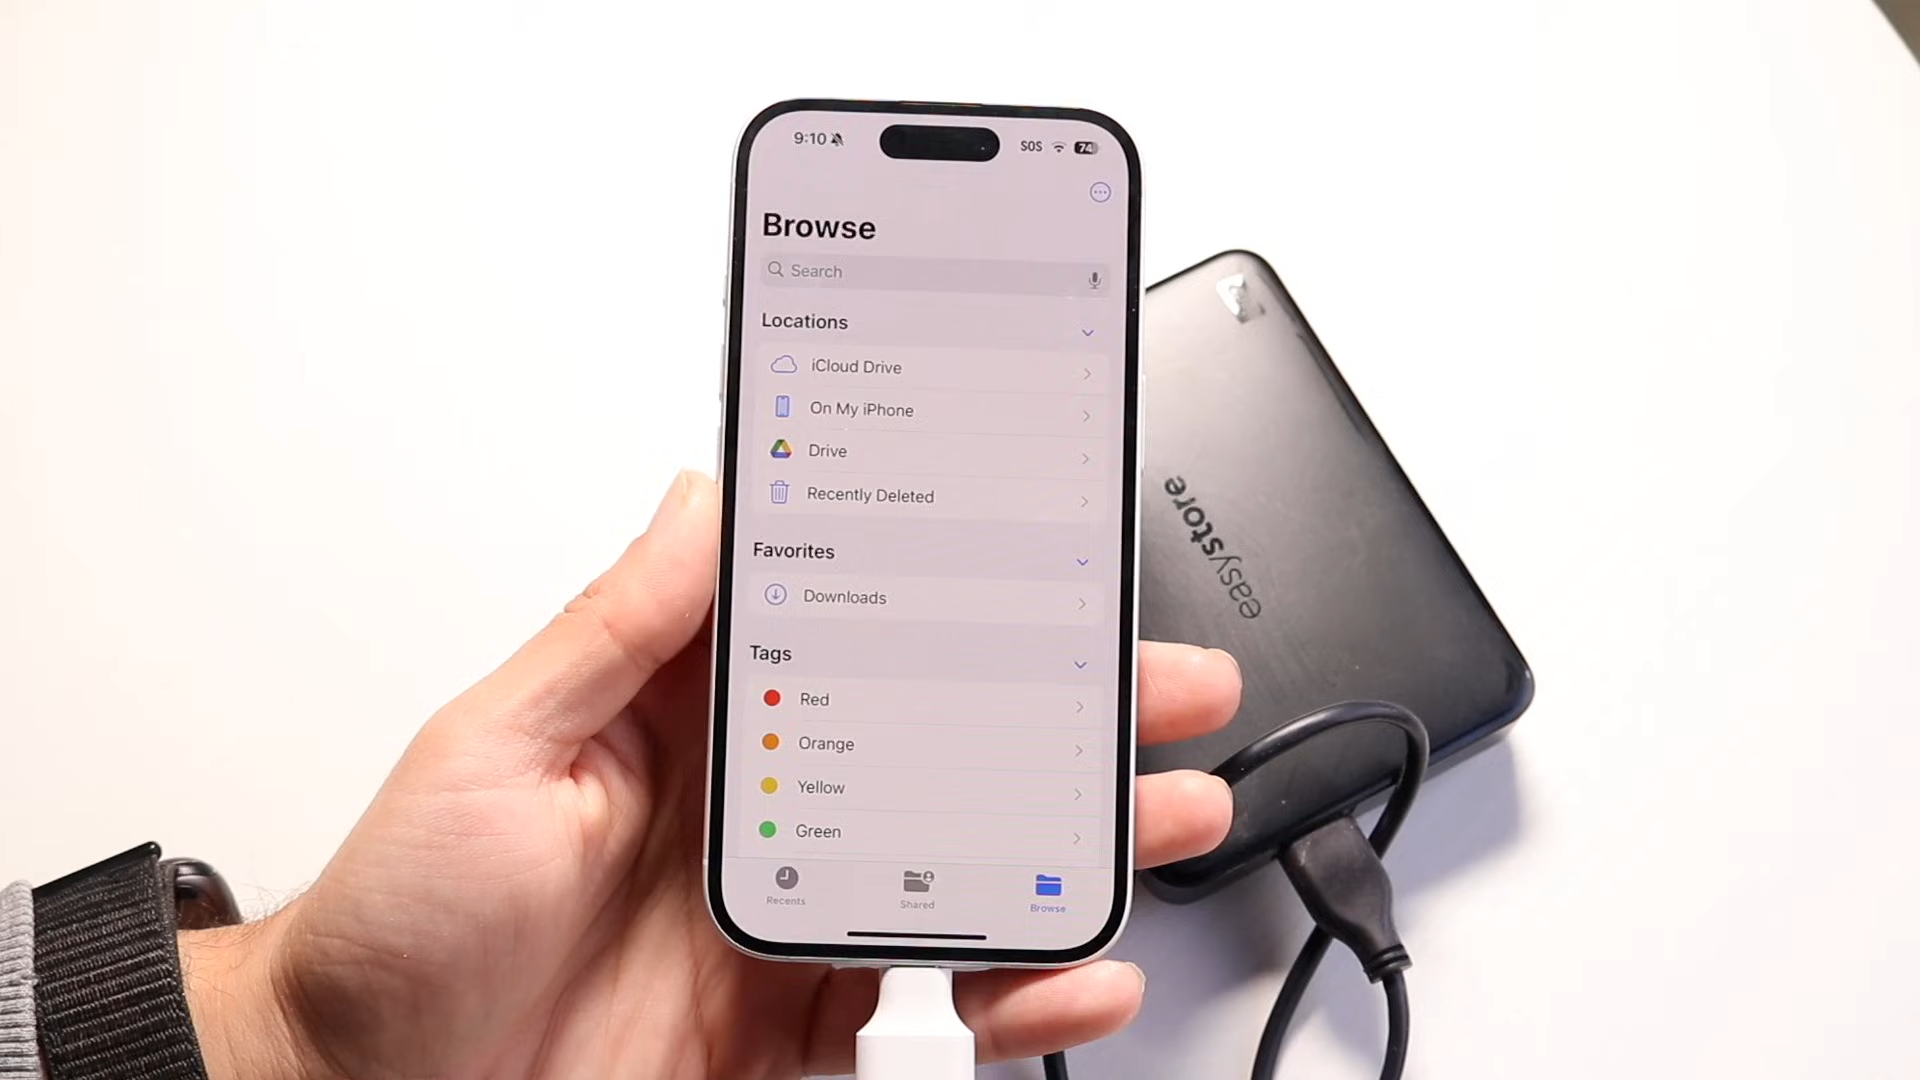 9:10
SOS
74
Browse
Search
Locations
iCloud Drive
On My iPhone
Drive
Recently Deleted
Favorites
Downloads
Tags
Red
Orange
Yellow
Green
Recents
Shared
Browse
easystore